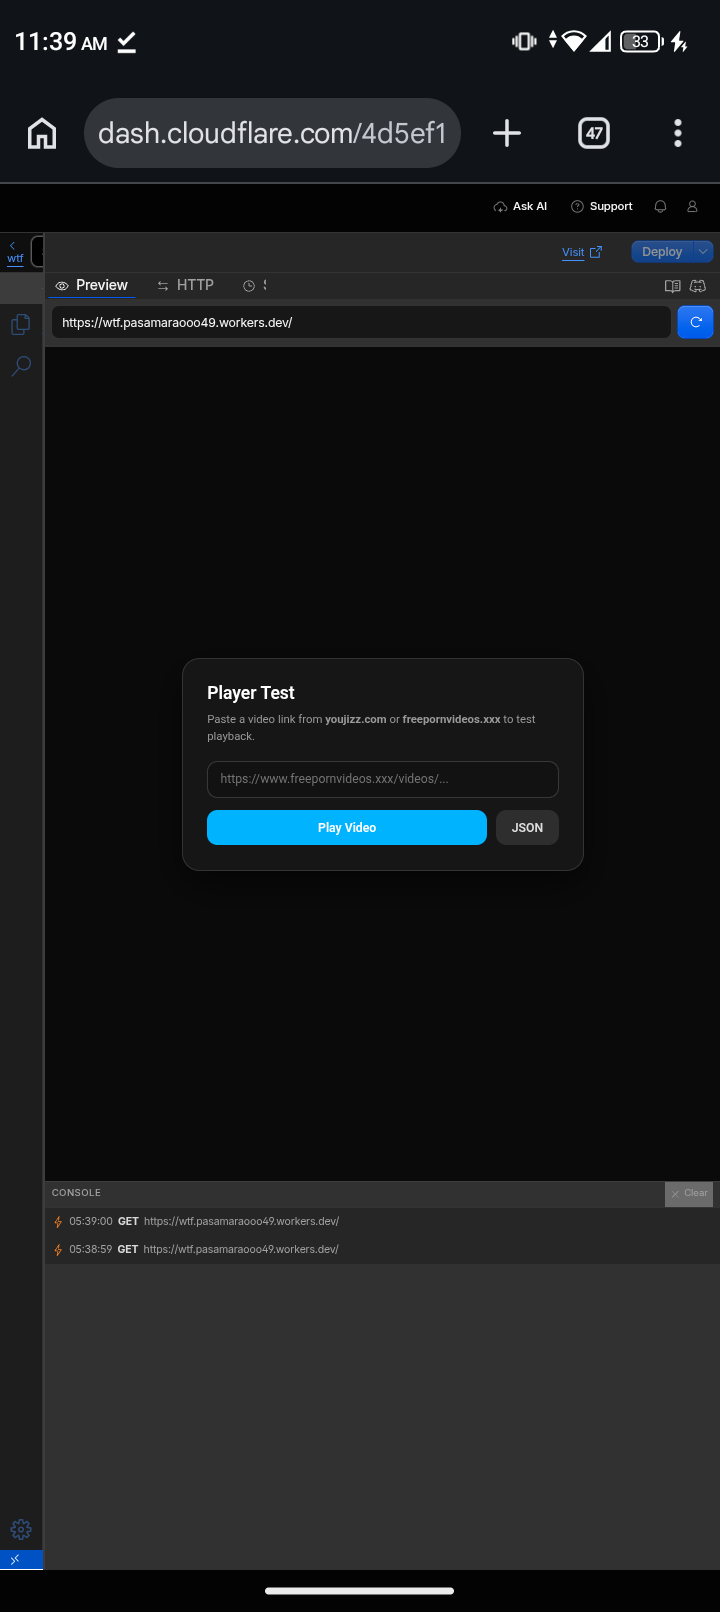 11:39 AM
33
dash.cloudflare.com/4d5ef1
47
Ask AI
Support
wtf
Visit
Deploy
Preview
HTTP
https://wtf.pasamaraooo49.workers.dev/
Player Test
Paste a video link from youjizz.com or freepornvideos.xxx to test
playback.
https://www.freepornvideos.xxx/videos/...
Play Video
JSON
CONSOLE
Clear
05:39:00 GET https://wtf.pasamaraooo49.workers.dev/
05:38:59 GET https://wtf.pasamaraooo49.workers.dev/